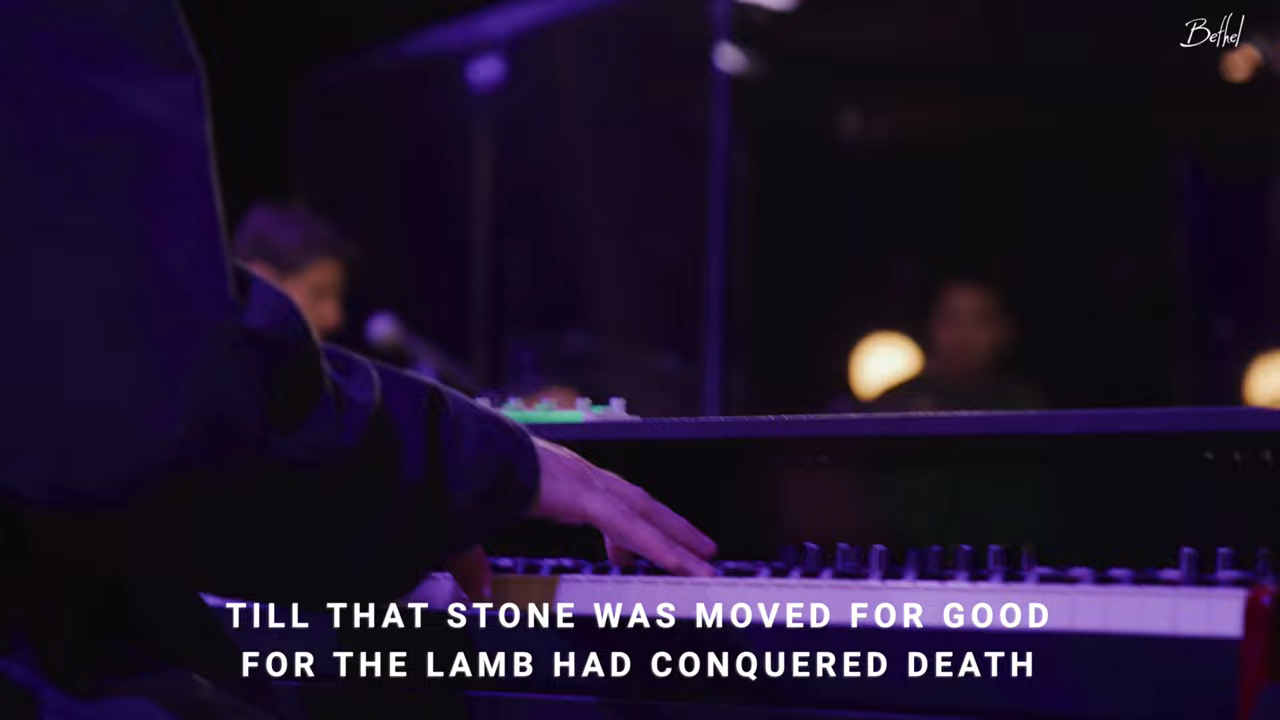 Bethel
TILL THAT STONE WAS MOVED FOR GOOD
FOR THE LAMB HAD CONQUERED DEATH